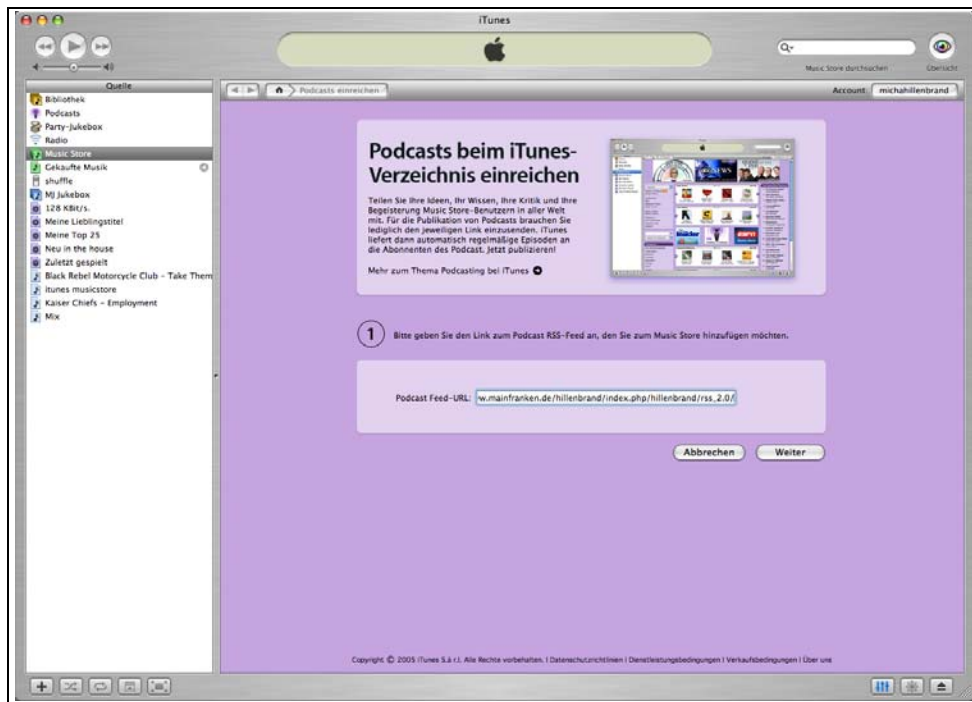 iTunes
Music Store durchsuchen
Übersicht
Quelle
Bibliothek
Podcasts
Party-Jukebox
Radio
Music Store
Gekaufte Musik
shuffle
MJ Jukebox
128 KBit/s.
Meine Lieblingstitel
Meine Top 25
Neu in the house
Zuletzt gespielt
Black Rebel Motorcycle Club – Take Them
itunes musicstore
Kaiser Chiefs – Employment
Mix
Podcasts einreichen
Account: michahillenbrand
Podcasts beim iTunes-
Verzeichnis einreichen
Teilen Sie Ihre Ideen, Ihr Wissen, Ihre Kritik und Ihre
Begeisterung Music Store-Benutzern in aller Welt
mit. Für die Publikation von Podcasts brauchen Sie
lediglich den jeweiligen Link einzusenden. iTunes
liefert dann automatisch regelmäßige Episoden an
die Abonnenten des Podcast. Jetzt publizieren!
Mehr zum Thema Podcasting bei iTunes
1 Bitte geben Sie den Link zum Podcast RSS-Feed an, den Sie zum Music Store hinzufügen möchten.
Podcast Feed-URL: w.mainfranken.de/hillenbrand/index.php/hillenbrand/rss_2.0/
Abbrechen Weiter
Copyright © 2005 iTunes S.à r.l. Alle Rechte vorbehalten. | Datenschutzrichtlinien | Dienstleistungsbedingungen | Verkaufsbedingungen | Über uns